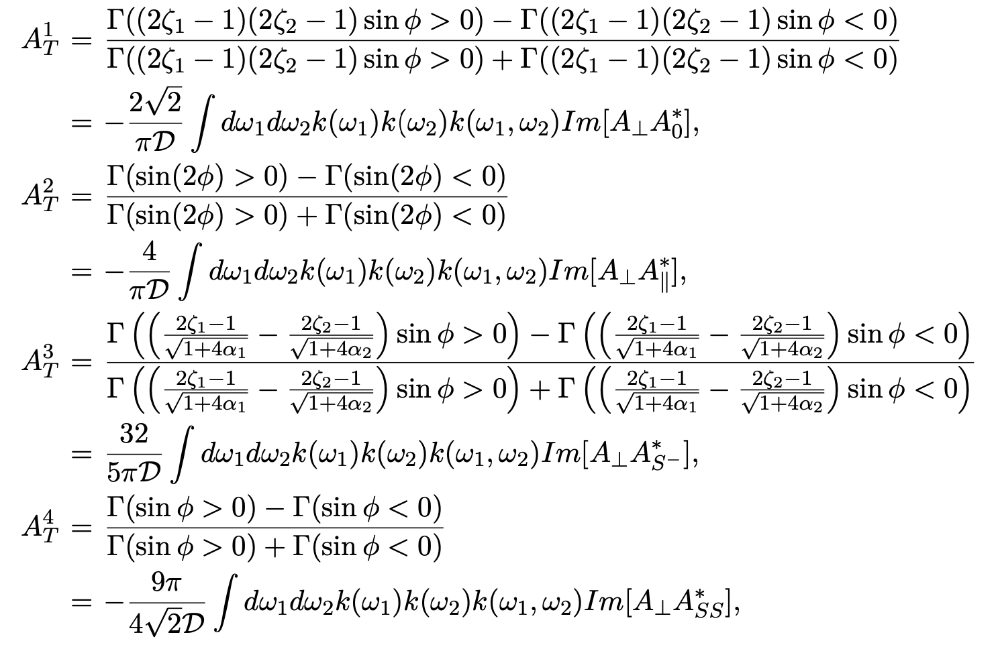 $A_T^1 = \frac{\Gamma((2\zeta_1 - 1)(2\zeta_2 - 1)\sin\phi > 0) - \Gamma((2\zeta_1 - 1)(2\zeta_2 - 1)\sin\phi < 0)}{\Gamma((2\zeta_1 - 1)(2\zeta_2 - 1)\sin\phi > 0) + \Gamma((2\zeta_1 - 1)(2\zeta_2 - 1)\sin\phi < 0)}$
$= -\frac{2\sqrt{2}}{\pi\mathcal{D}} \int d\omega_1 d\omega_2 k(\omega_1)k(\omega_2)k(\omega_1, \omega_2) Im[A_\perp A_0^*],$
$A_T^2 = \frac{\Gamma(\sin(2\phi) > 0) - \Gamma(\sin(2\phi) < 0)}{\Gamma(\sin(2\phi) > 0) + \Gamma(\sin(2\phi) < 0)}$
$= -\frac{4}{\pi\mathcal{D}} \int d\omega_1 d\omega_2 k(\omega_1)k(\omega_2)k(\omega_1, \omega_2) Im[A_\perp A_\parallel^*],$
$A_T^3 = \frac{\Gamma\left(\left(\frac{2\zeta_1 - 1}{\sqrt{1+4\alpha_1}} - \frac{2\zeta_2 - 1}{\sqrt{1+4\alpha_2}}\right)\sin\phi > 0\right) - \Gamma\left(\left(\frac{2\zeta_1 - 1}{\sqrt{1+4\alpha_1}} - \frac{2\zeta_2 - 1}{\sqrt{1+4\alpha_2}}\right)\sin\phi < 0\right)}{\Gamma\left(\left(\frac{2\zeta_1 - 1}{\sqrt{1+4\alpha_1}} - \frac{2\zeta_2 - 1}{\sqrt{1+4\alpha_2}}\right)\sin\phi > 0\right) + \Gamma\left(\left(\frac{2\zeta_1 - 1}{\sqrt{1+4\alpha_1}} - \frac{2\zeta_2 - 1}{\sqrt{1+4\alpha_2}}\right)\sin\phi < 0\right)}$
$= \frac{32}{5\pi\mathcal{D}} \int d\omega_1 d\omega_2 k(\omega_1)k(\omega_2)k(\omega_1, \omega_2) Im[A_\perp A_{S^-}^*],$
$A_T^4 = \frac{\Gamma(\sin\phi > 0) - \Gamma(\sin\phi < 0)}{\Gamma(\sin\phi > 0) + \Gamma(\sin\phi < 0)}$
$= -\frac{9\pi}{4\sqrt{2}\mathcal{D}} \int d\omega_1 d\omega_2 k(\omega_1)k(\omega_2)k(\omega_1, \omega_2) Im[A_\perp A_{SS}^*],$